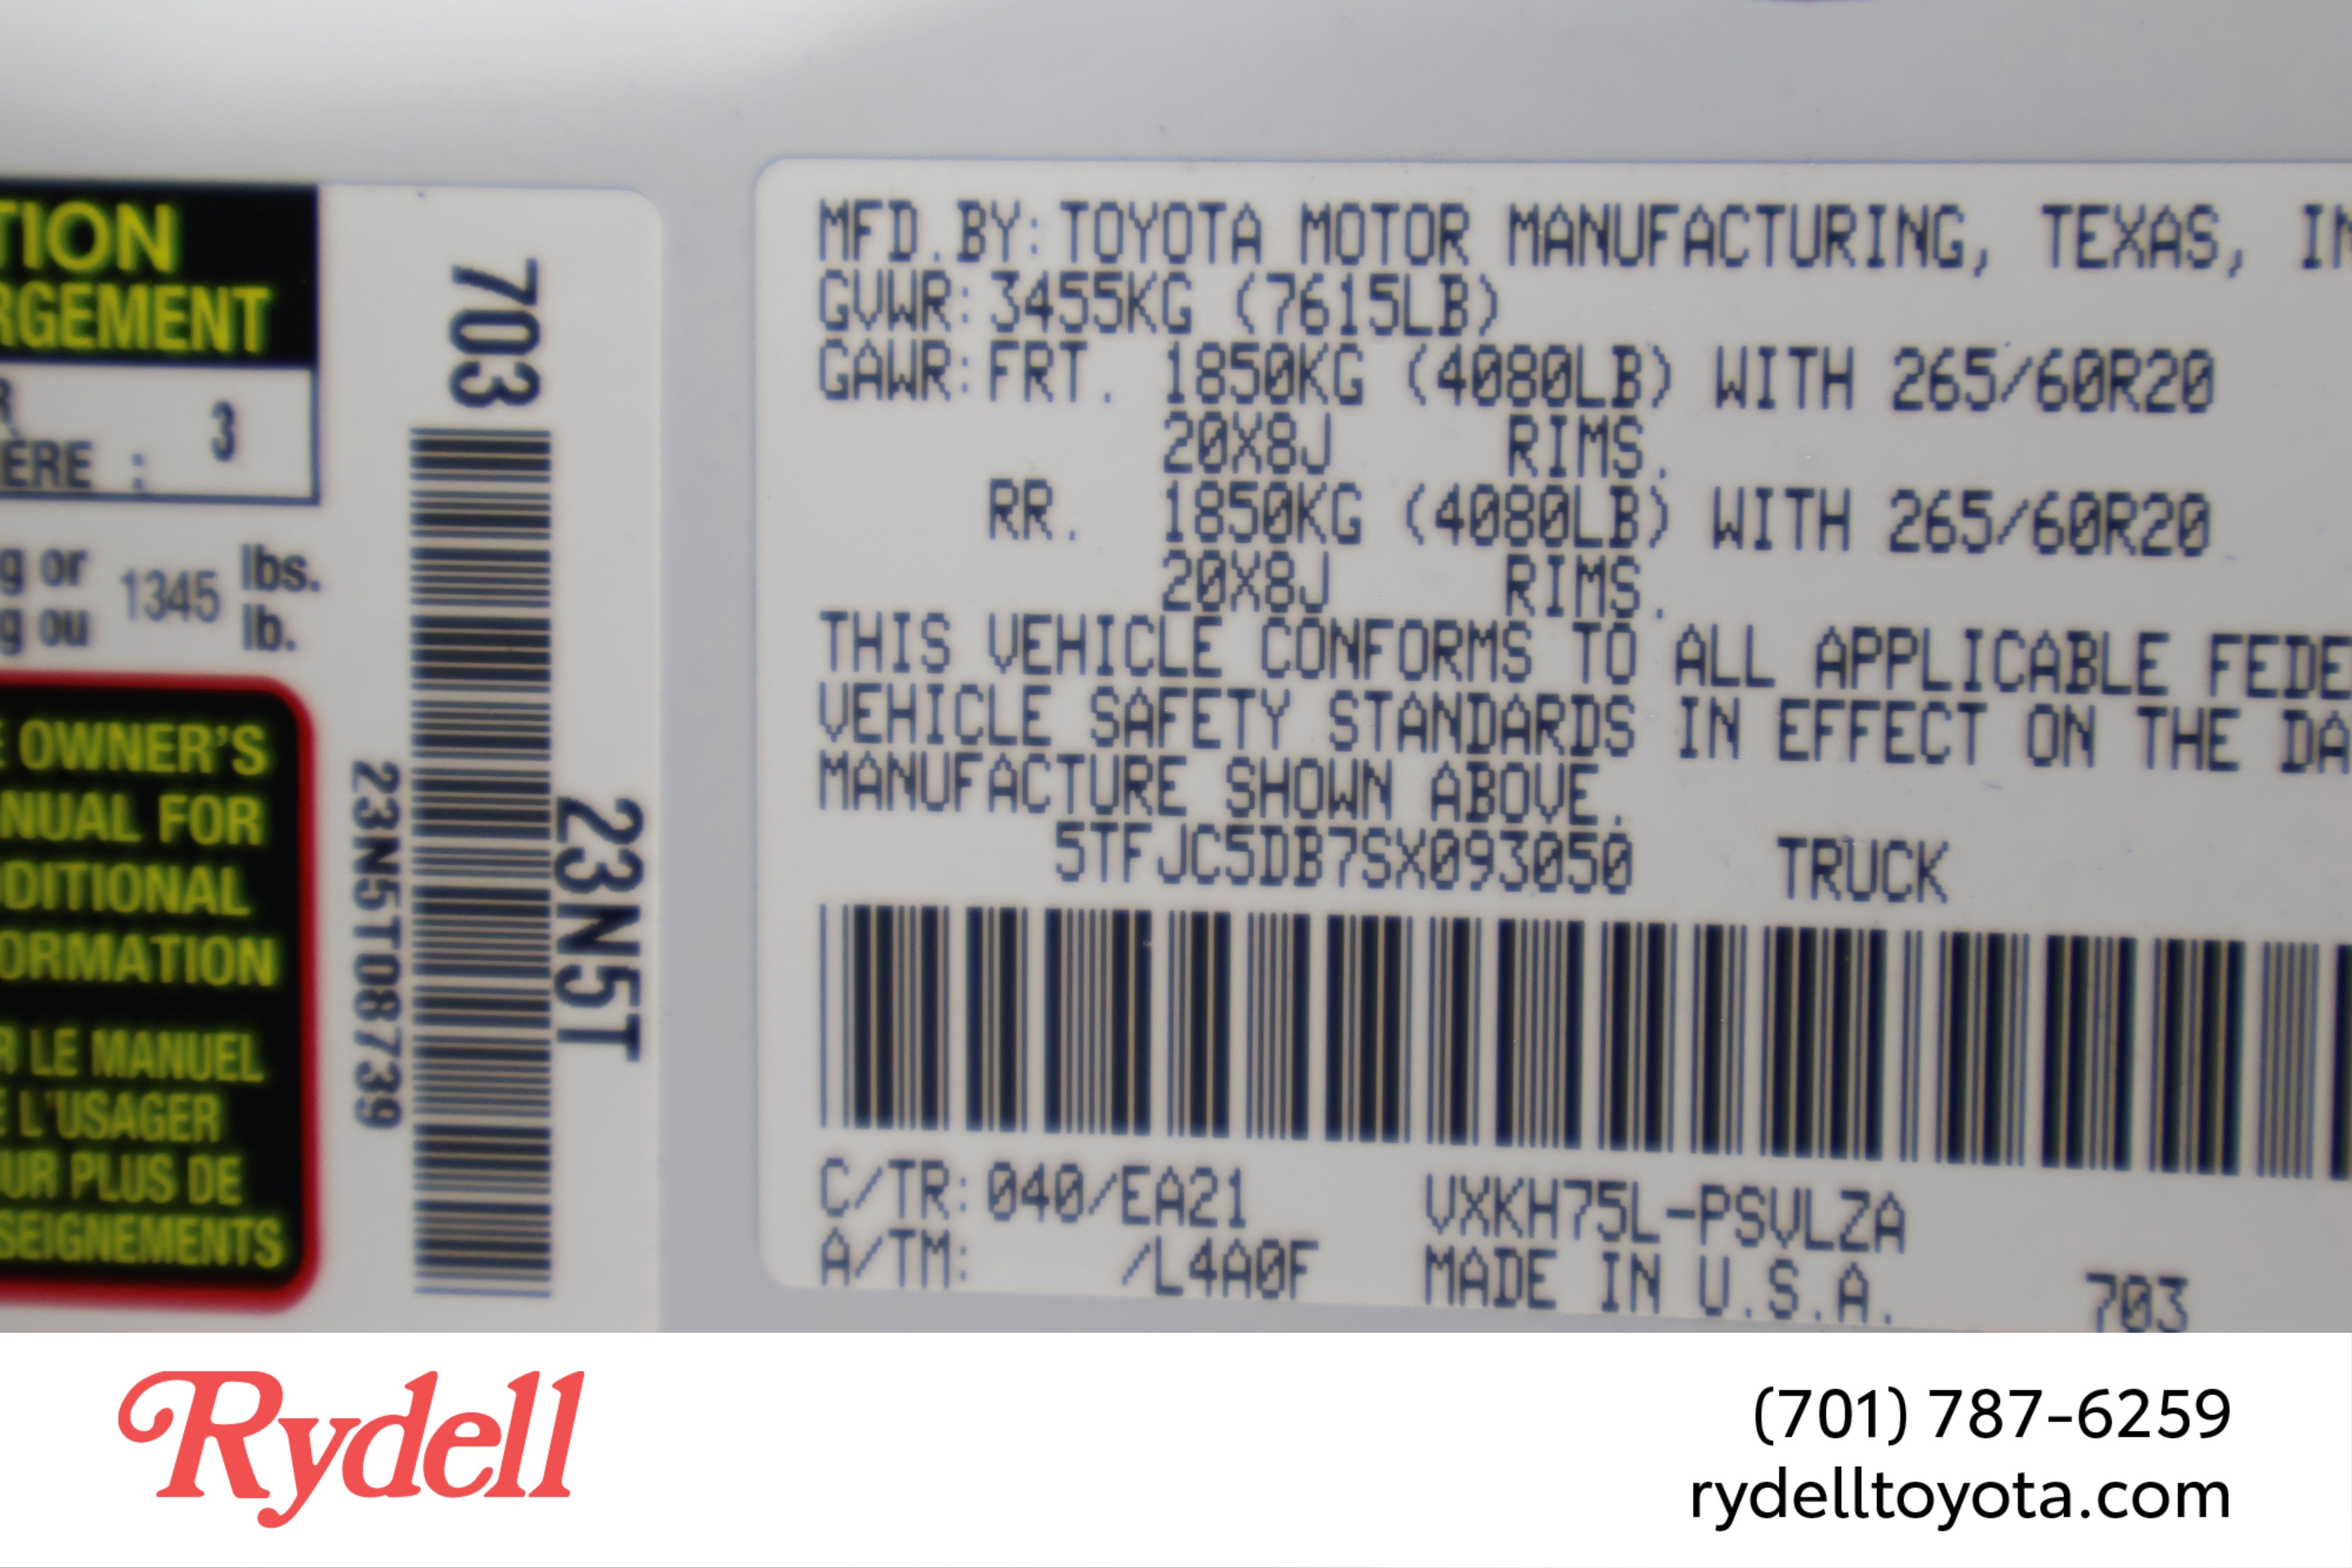 TION
RGEMENT
R
ERE : 3
g or 1345 lbs.
g ou lb.
E OWNER'S
NUAL FOR
DITIONAL
ORMATION
R LE MANUEL
E L'USAGER
UR PLUS DE
SEIGNEMENTS
703
23N5T08739
23N5T
MFD.BY:TOYOTA MOTOR MANUFACTURING, TEXAS, IN
GVWR:3455KG (7615LB)
GAWR:FRT. 1850KG (4080LB) WITH 265/60R20
20X8J RIMS.
RR. 1850KG (4080LB) WITH 265/60R20
20X8J RIMS.
THIS VEHICLE CONFORMS TO ALL APPLICABLE FEDE
VEHICLE SAFETY STANDARDS IN EFFECT ON THE DA
MANUFACTURE SHOWN ABOVE.
5TFJC5DB7SX093050 TRUCK
C/TR:040/EA21 VXKH75L-PSVLZA
A/TM: /L4A0F MADE IN U.S.A. 703
Rydell
(701) 787-6259
rydelltoyota.com